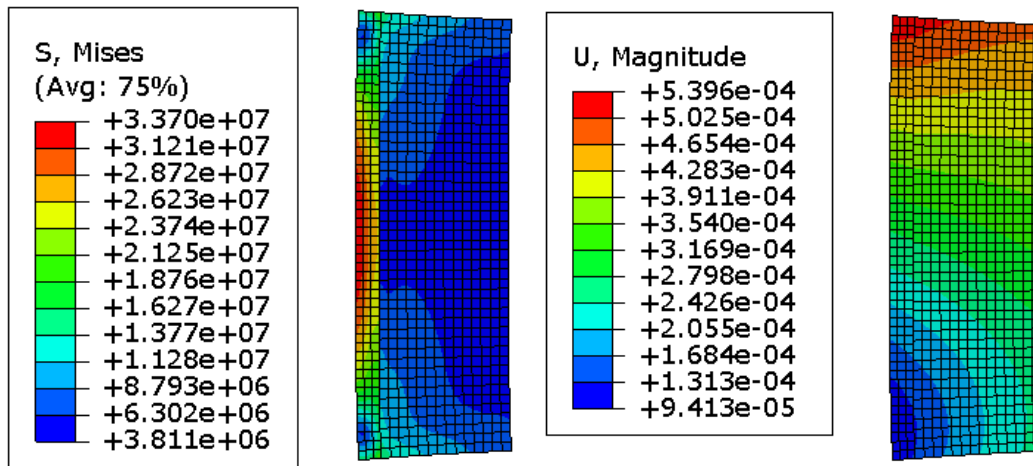 S, Mises
(Avg: 75%)
+3.370e+07
+3.121e+07
+2.872e+07
+2.623e+07
+2.374e+07
+2.125e+07
+1.876e+07
+1.627e+07
+1.377e+07
+1.128e+07
+8.793e+06
+6.302e+06
+3.811e+06
U, Magnitude
+5.396e-04
+5.025e-04
+4.654e-04
+4.283e-04
+3.911e-04
+3.540e-04
+3.169e-04
+2.798e-04
+2.426e-04
+2.055e-04
+1.684e-04
+1.313e-04
+9.413e-05